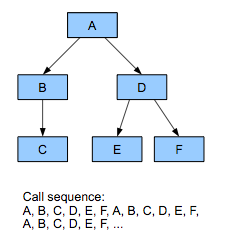 A
B D
C E F
Call sequence:
A, B, C, D, E, F, A, B, C, D, E, F,
A, B, C, D, E, F, ...